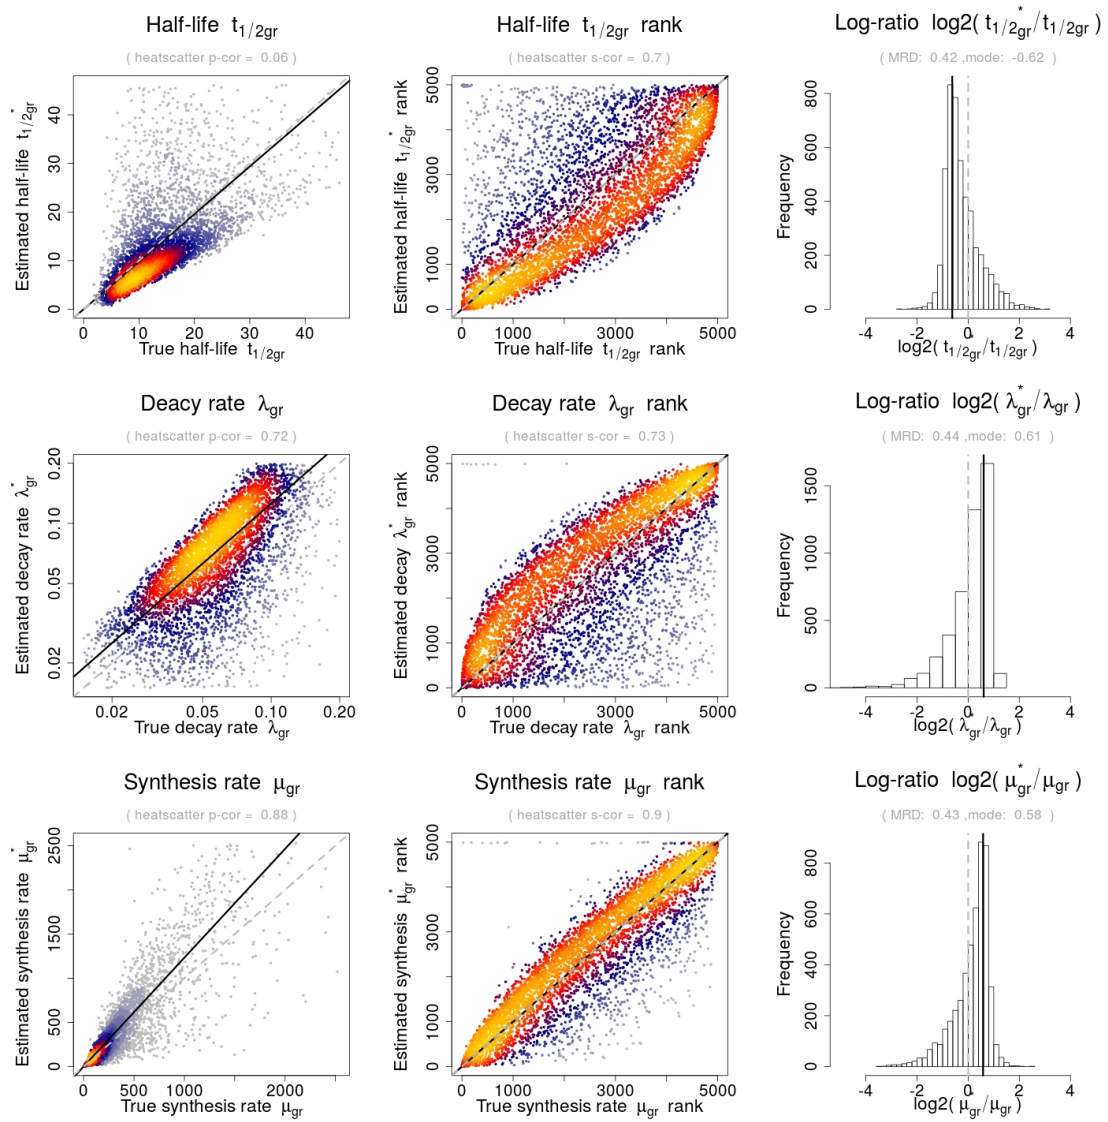 Half-life t1/2gr
( heatscatter p-cor = 0.06 )
Estimated half-life t*1/2gr
0 10 20 30 40
0 10 20 30 40
True half-life t1/2gr
Half-life t1/2gr rank
( heatscatter s-cor = 0.7 )
Estimated half-life t*1/2gr rank
0 1000 3000 5000
0 1000 3000 5000
True half-life t1/2gr rank
Log-ratio log2( t*1/2gr/t1/2gr )
( MRD: 0.42 ,mode: -0.62 )
Frequency
0 200 400 600 800
-4 -2 0 2 4
log2( t*1/2gr/t1/2gr )
Deacy rate λgr
( heatscatter p-cor = 0.72 )
Estimated decay rate λ*gr
0.02 0.05 0.10 0.20
0.02 0.05 0.10 0.20
True decay rate λgr
Decay rate λgr rank
( heatscatter s-cor = 0.73 )
Estimated decay λ*gr rank
0 1000 3000 5000
0 1000 3000 5000
True decay rate λgr rank
Log-ratio log2( λ*gr/λgr )
( MRD: 0.44 ,mode: 0.61 )
Frequency
0 500 1000 1500
-4 -2 0 2 4
log2( λ*gr/λgr )
Synthesis rate μgr
( heatscatter p-cor = 0.88 )
Estimated synthesis rate μ*gr
0 500 1500 2500
0 500 1000 2000
True synthesis rate μgr
Synthesis rate μgr rank
( heatscatter s-cor = 0.9 )
Estimated synthesis μ*gr rank
0 1000 3000 5000
0 1000 3000 5000
True synthesis rate μgr rank
Log-ratio log2( μ*gr/μgr )
( MRD: 0.43 ,mode: 0.58 )
Frequency
0 200 400 600 800
-4 -2 0 2 4
log2( μ*gr/μgr )